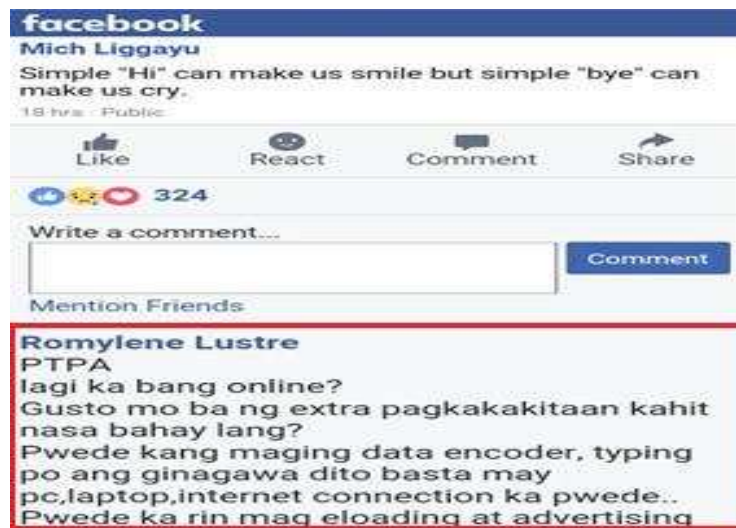 facebook
Mich Liggayu
Simple "Hi" can make us smile but simple "bye" can
make us cry.
18 hrs · Public
Like React Comment Share
324
Write a comment...
Comment
Mention Friends
Romylene Lustre
PTPA
lagi ka bang online?
Gusto mo ba ng extra pagkakakitaan kahit
nasa bahay lang?
Pwede kang maging data encoder, typing
po ang ginagawa dito basta may
pc,laptop,internet connection ka pwede..
Pwede ka rin mag eloading at advertising